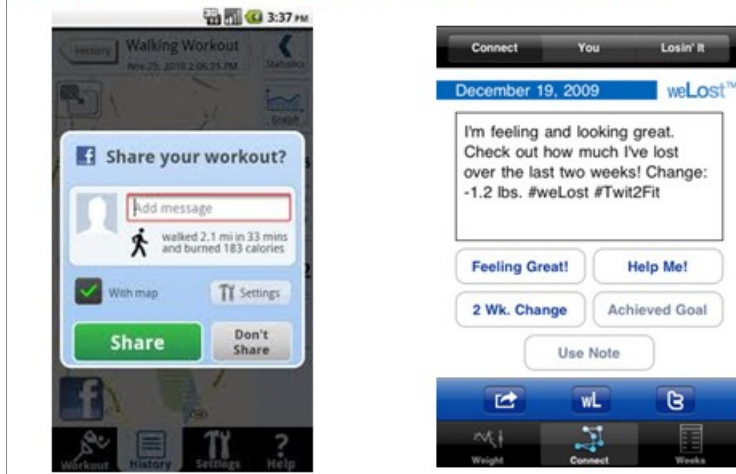 3:37 PM
History
Walking Workout
Nov 25, 2010 2:06:25 PM
Statistics
Graph
Share your workout?
Add message
walked 2.1 mi in 33 mins
and burned 183 calories
With map
Settings
Share
Don't
Share
Workout
History
Settings
Help
Connect
You
Losin' It
December 19, 2009
weLost™
I'm feeling and looking great.
Check out how much I've lost
over the last two weeks! Change:
-1.2 lbs. #weLost #Twit2Fit
Feeling Great!
Help Me!
2 Wk. Change
Achieved Goal
Use Note
wL
Weight
Connect
Weeks